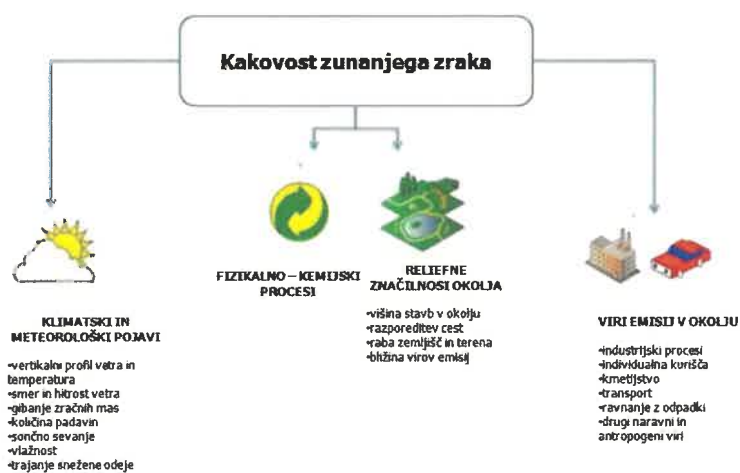 Kakovost zunanjega zraka
KLIMATSKI IN
METEOROLOŠKI POJAVI
•vertikalni profil vetra in
temperatura
•smer in hitrost vetra
•gibanje zračnih mas
•količina padavin
•sončno sevanje
•vlažnost
•trajanje snežene odeje
FIZIKALNO – KEMIJSKI
PROCESI
RELIEFNE
ZNAČILNOSTI OKOLJA
•višina stavb v okolju
•razporeditev cest
•raba zemljišč in terena
•bližina virov emisij
VIRI EMISIJ V OKOLJU
•industrijski procesi
•individualna kurišča
•kmetijstvo
•transport
•ravnanje z odpadki
•drugi naravni in
antropogeni viri